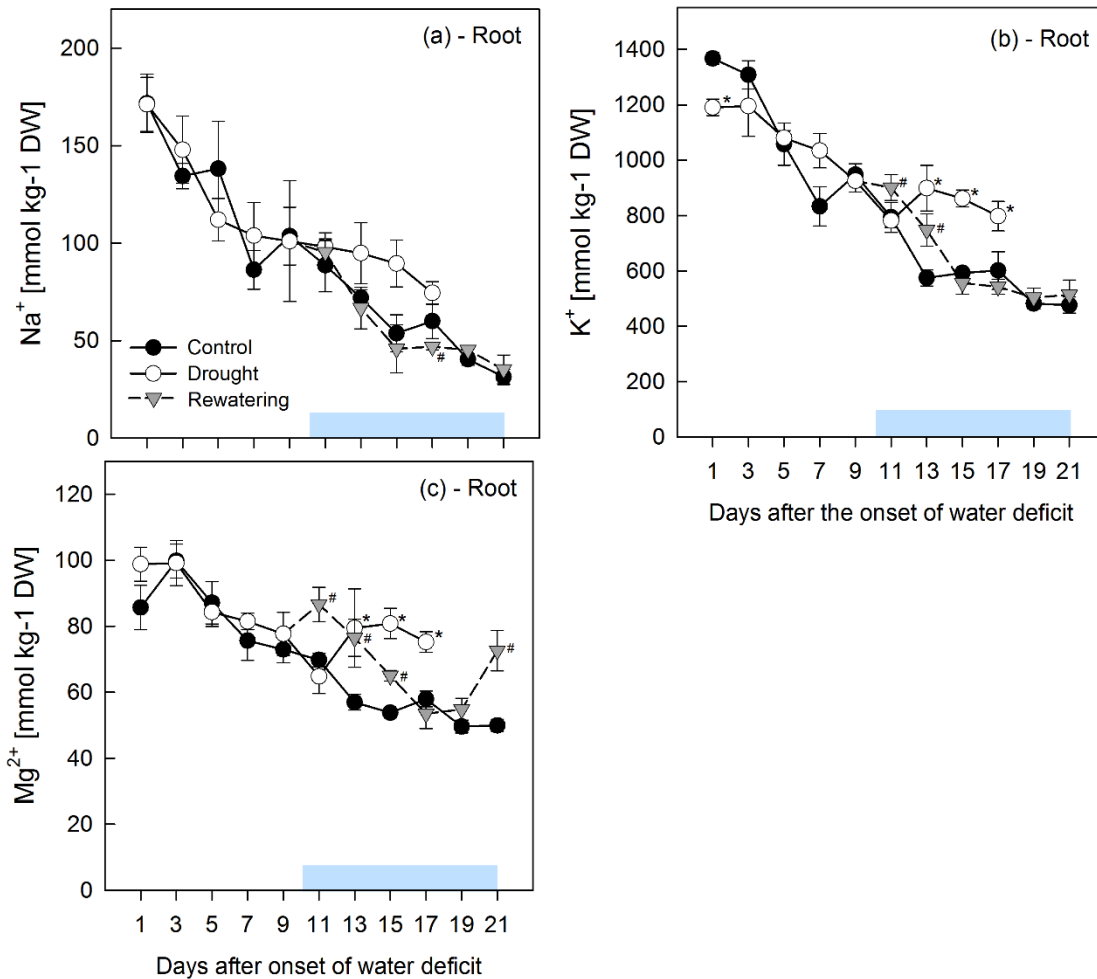 (a) - Root
Na+ [mmol kg-1 DW]
200
150
100
50
0
Control
Drought
Rewatering
#
(b) - Root
K+ [mmol kg-1 DW]
1400
1200
1000
800
600
400
200
0
*
#
#
*
*
*
1 3 5 7 9 11 13 15 17 19 21
Days after the onset of water deficit
(c) - Root
Mg2+ [mmol kg-1 DW]
120
100
80
60
40
20
0
#
*
#
*
#
*
#
1 3 5 7 9 11 13 15 17 19 21
Days after onset of water deficit